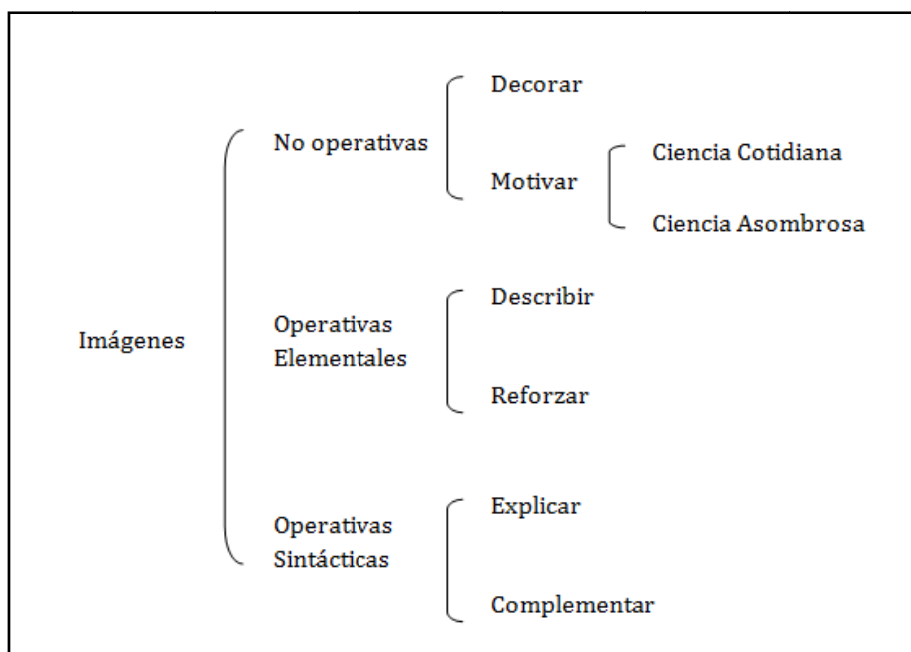 Decorar
No operativas
Ciencia Cotidiana
Motivar
Ciencia Asombrosa
Describir
Operativas
Elementales
Imágenes
Reforzar
Explicar
Operativas
Sintácticas
Complementar